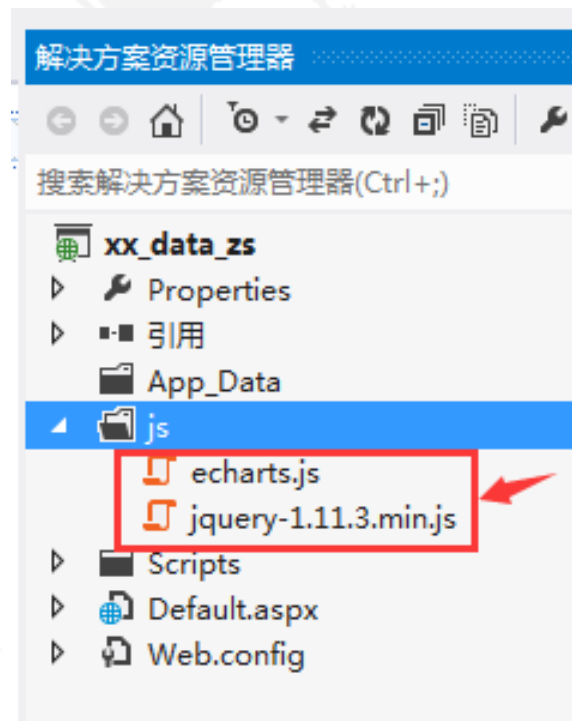 解决方案资源管理器
搜索解决方案资源管理器(Ctrl+;)
xx_data_zs
Properties
引用
App_Data
js
echarts.js
jquery-1.11.3.min.js
Scripts
Default.aspx
Web.config